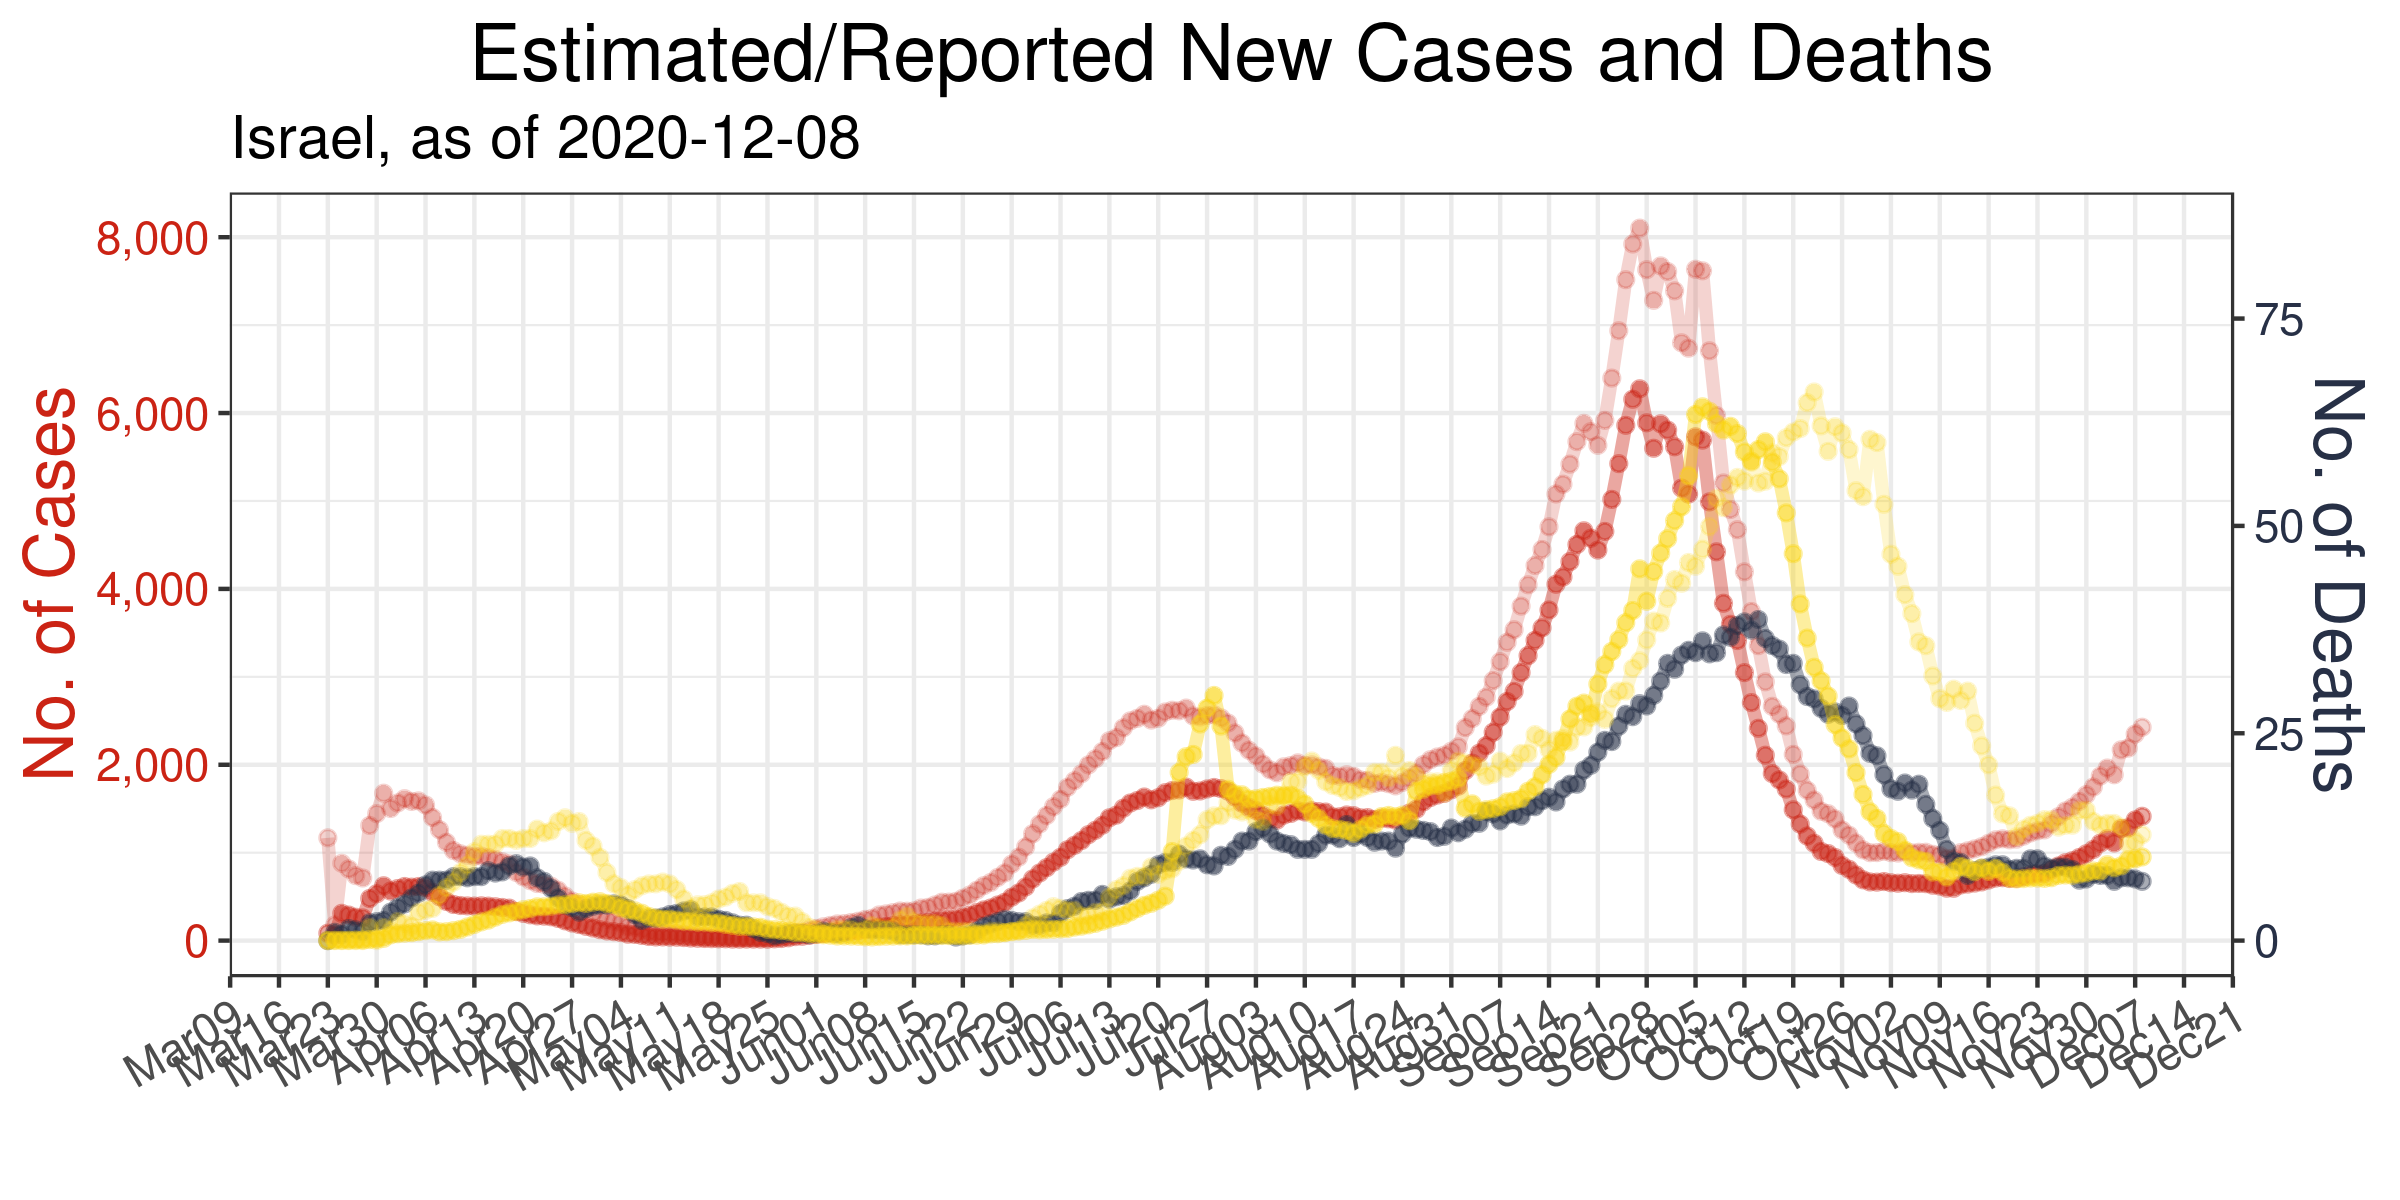 Estimated/Reported New Cases and Deaths
Israel, as of 2020-12-08
No. of Cases
8,000
6,000
4,000
2,000
0
75
50
25
0
No. of Deaths
Mar09
Mar16
Mar23
Mar30
Apr06
Apr13
Apr20
Apr27
May04
May11
May18
May25
Jun01
Jun08
Jun15
Jun22
Jun29
Jul06
Jul13
Jul20
Jul27
Aug03
Aug10
Aug17
Aug24
Aug31
Sep07
Sep14
Sep21
Sep28
Oct05
Oct12
Oct19
Oct26
Nov02
Nov09
Nov16
Nov23
Nov30
Dec07
Dec14
Dec21